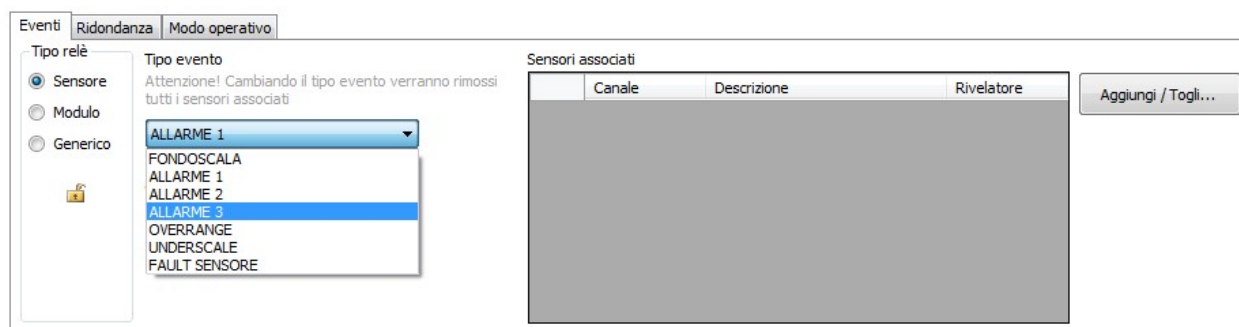 Eventi Ridondanza Modo operativo
Tipo relè
Sensore
Modulo
Generico
Tipo evento
Attenzione! Cambiando il tipo evento verranno rimossi
tutti i sensori associati
ALLARME 1
FONDOSCALA
ALLARME 1
ALLARME 2
ALLARME 3
OVERRANGE
UNDERSCALE
FAULT SENSORE
Sensori associati
Canale Descrizione Rivelatore
Aggiungi / Togli...